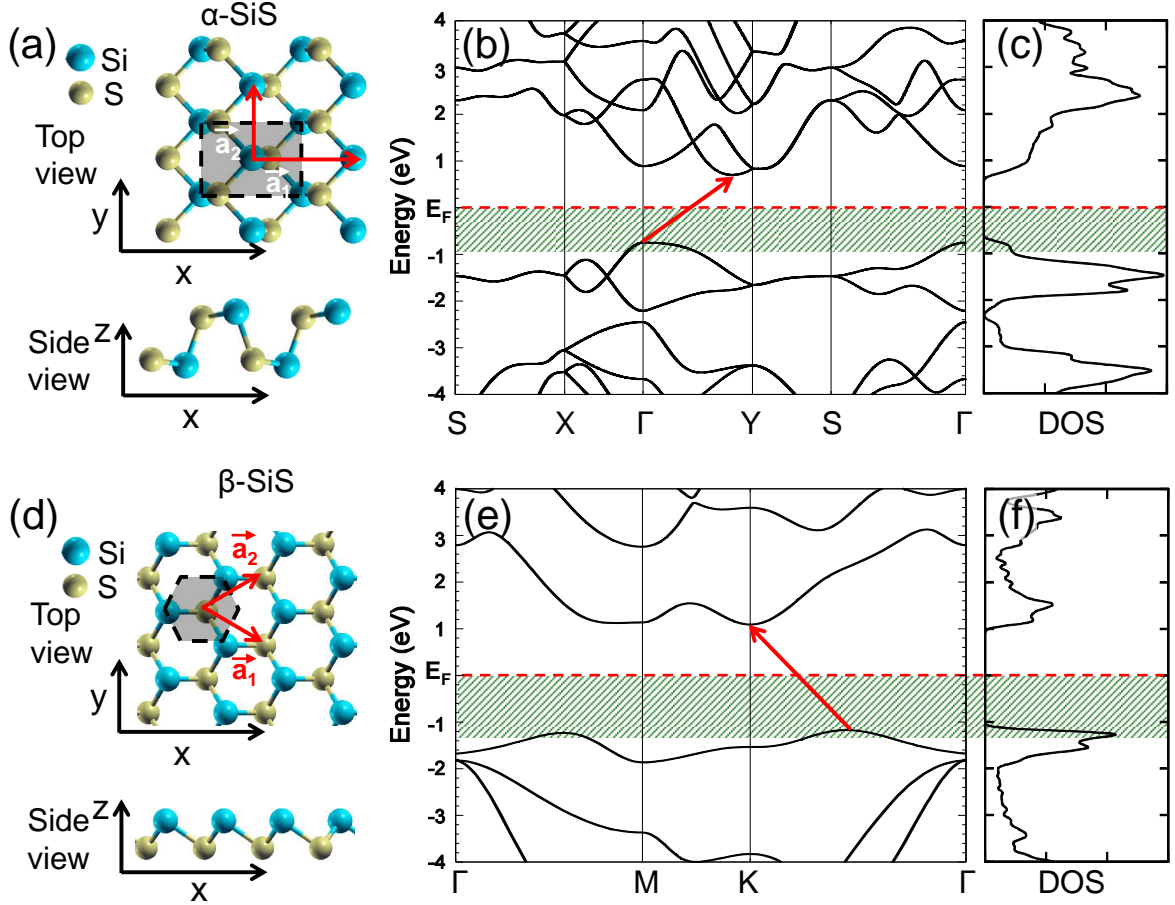 α-SiS
(a)
Si
S
Top
view
a₂
a₁
y
x
Side
view
z
x
(b)
Energy (eV)
4
3
2
1
E_F
-1
-2
-3
-4
S X Γ Y S Γ
(c)
DOS
β-SiS
(d)
Si
S
Top
view
a₂
a₁
y
x
Side
view
z
x
(e)
Energy (eV)
4
3
2
1
E_F
-1
-2
-3
-4
Γ M K Γ
(f)
DOS